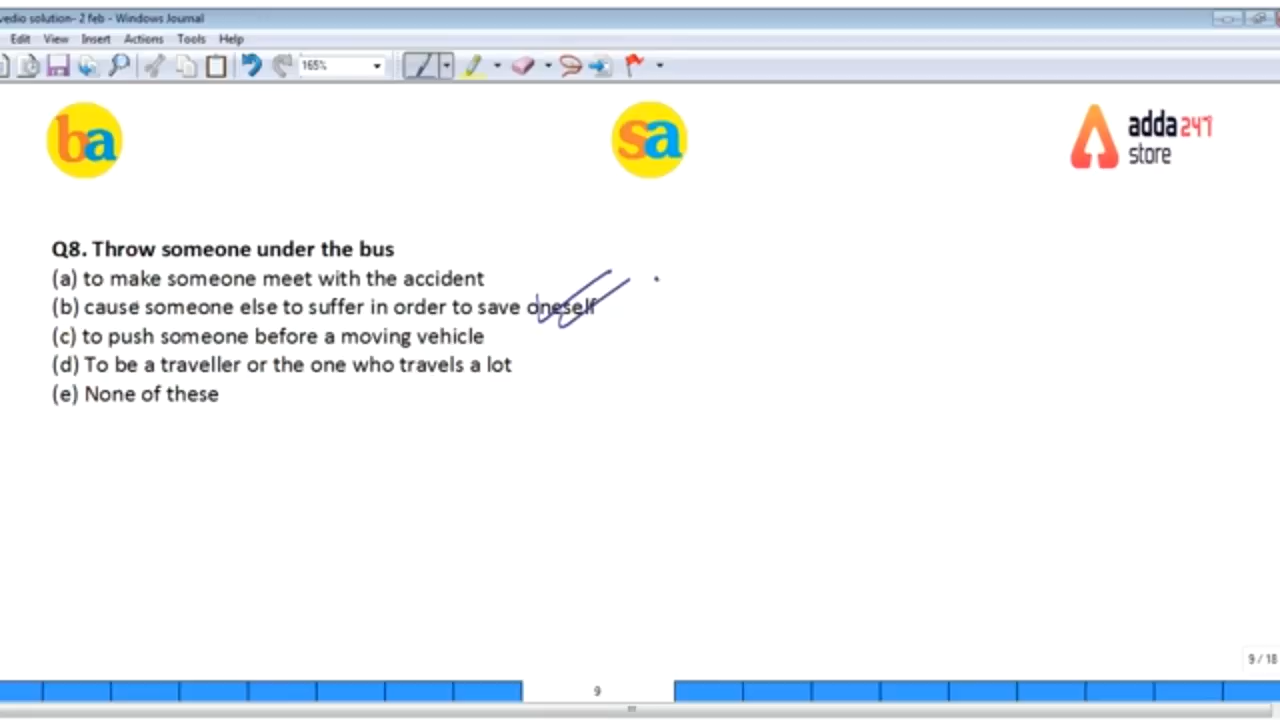 vedio solution- 2 feb - Windows Journal
Edit View Insert Actions Tools Help
165%
ba
sa
adda247
store
Q8. Throw someone under the bus
(a) to make someone meet with the accident
(b) cause someone else to suffer in order to save oneself
(c) to push someone before a moving vehicle
(d) To be a traveller or the one who travels a lot
(e) None of these
9 / 18
9